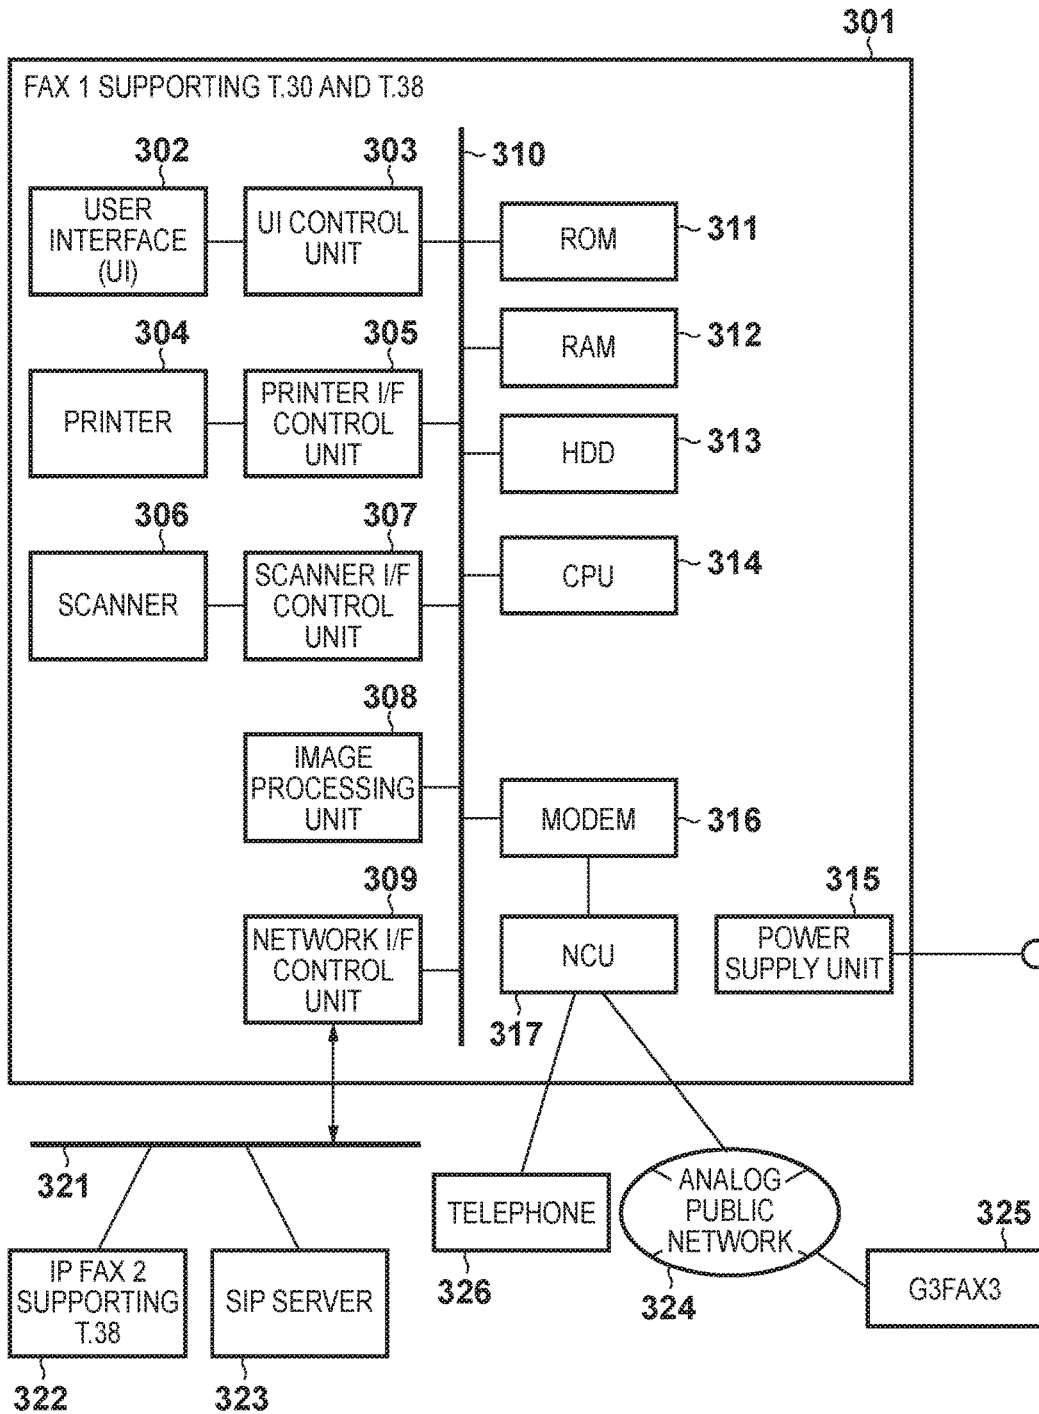 301
FAX 1 SUPPORTING T.30 AND T.38
302
303
310
USER
INTERFACE
(UI)
UI CONTROL
UNIT
ROM
311
304
305
RAM
312
PRINTER
PRINTER I/F
CONTROL
UNIT
HDD
313
306
307
SCANNER
SCANNER I/F
CONTROL
UNIT
CPU
314
308
IMAGE
PROCESSING
UNIT
MODEM
316
309
315
NETWORK I/F
CONTROL
UNIT
NCU
317
POWER
SUPPLY UNIT
321
TELEPHONE
326
ANALOG
PUBLIC
NETWORK
324
325
G3FAX3
IP FAX 2
SUPPORTING
T.38
322
SIP SERVER
323